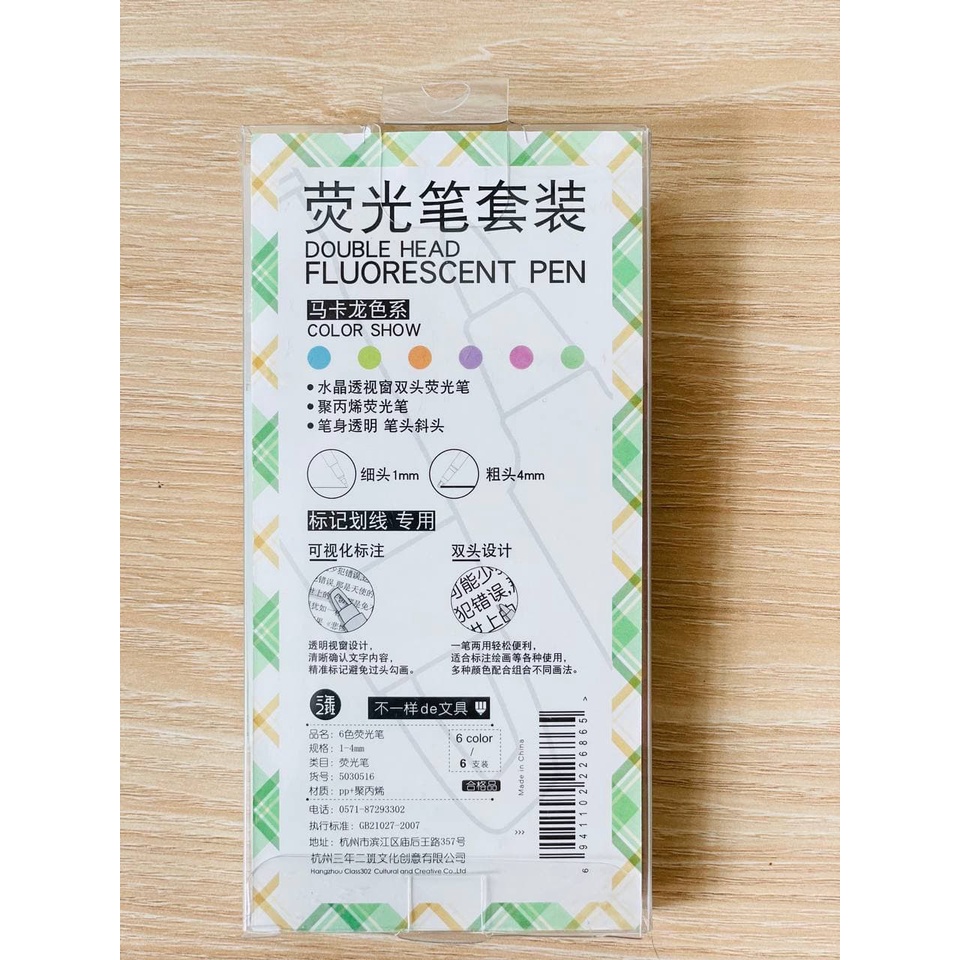 荧光笔套装
DOUBLE HEAD
FLUORESCENT PEN
马卡龙色系
COLOR SHOW
• 水晶透视窗双头荧光笔
• 聚丙烯荧光笔
• 笔身透明 笔头斜头
细头1mm 粗头4mm
标记划线 专用
可视化标注
透明视窗设计,
清晰确认文字内容,
精准标记避免过头勾画。
双头设计
可能少
犯错误,
一笔两用轻松便利,
适合标注绘画等各种使用,
多种颜色配合组合不同画法。
三年2班
不一样de文具
品名: 6色荧光笔
规格: 1-4mm
类目: 荧光笔
货号: 5030516
材质: pp+聚丙烯
6 color
/
6 支装
合格品
电话: 0571-87293302
执行标准: GB21027-2007
地址: 杭州市滨江区庙后王路357号
杭州三年二班文化创意有限公司
Hangzhou Class302 Cultural and Creative Co.,Ltd
Made in China
>>>
6 941102 226865 >